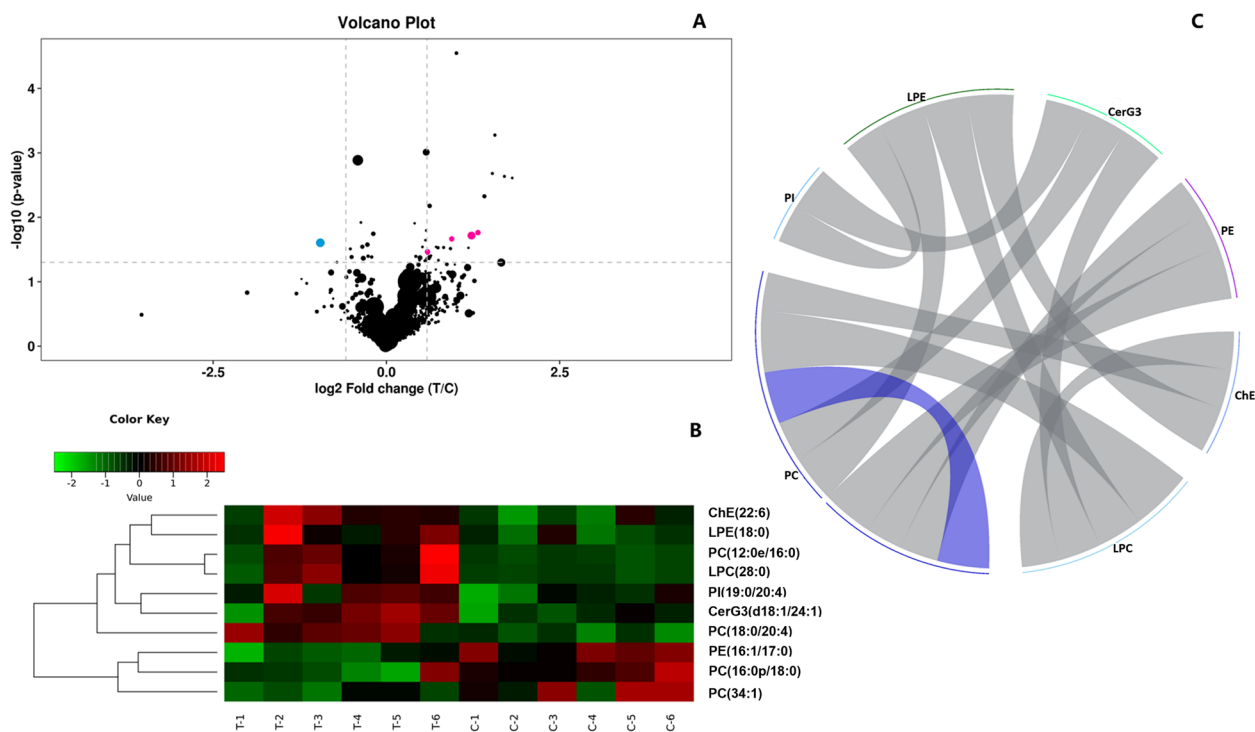 Volcano Plot
A
-log10 (p-value)
4
3
2
1
0
-2.5
0.0
2.5
log2 Fold change (T/C)
Color Key
-2
-1
0
1
2
Value
B
ChE(22:6)
LPE(18:0)
PC(12:0e/16:0)
LPC(28:0)
PI(19:0/20:4)
CerG3(d18:1/24:1)
PC(18:0/20:4)
PE(16:1/17:0)
PC(16:0p/18:0)
PC(34:1)
T-1
T-2
T-3
T-4
T-5
T-6
C-1
C-2
C-3
C-4
C-5
C-6
C
LPE
CerG3
PI
PE
ChE
PC
LPC